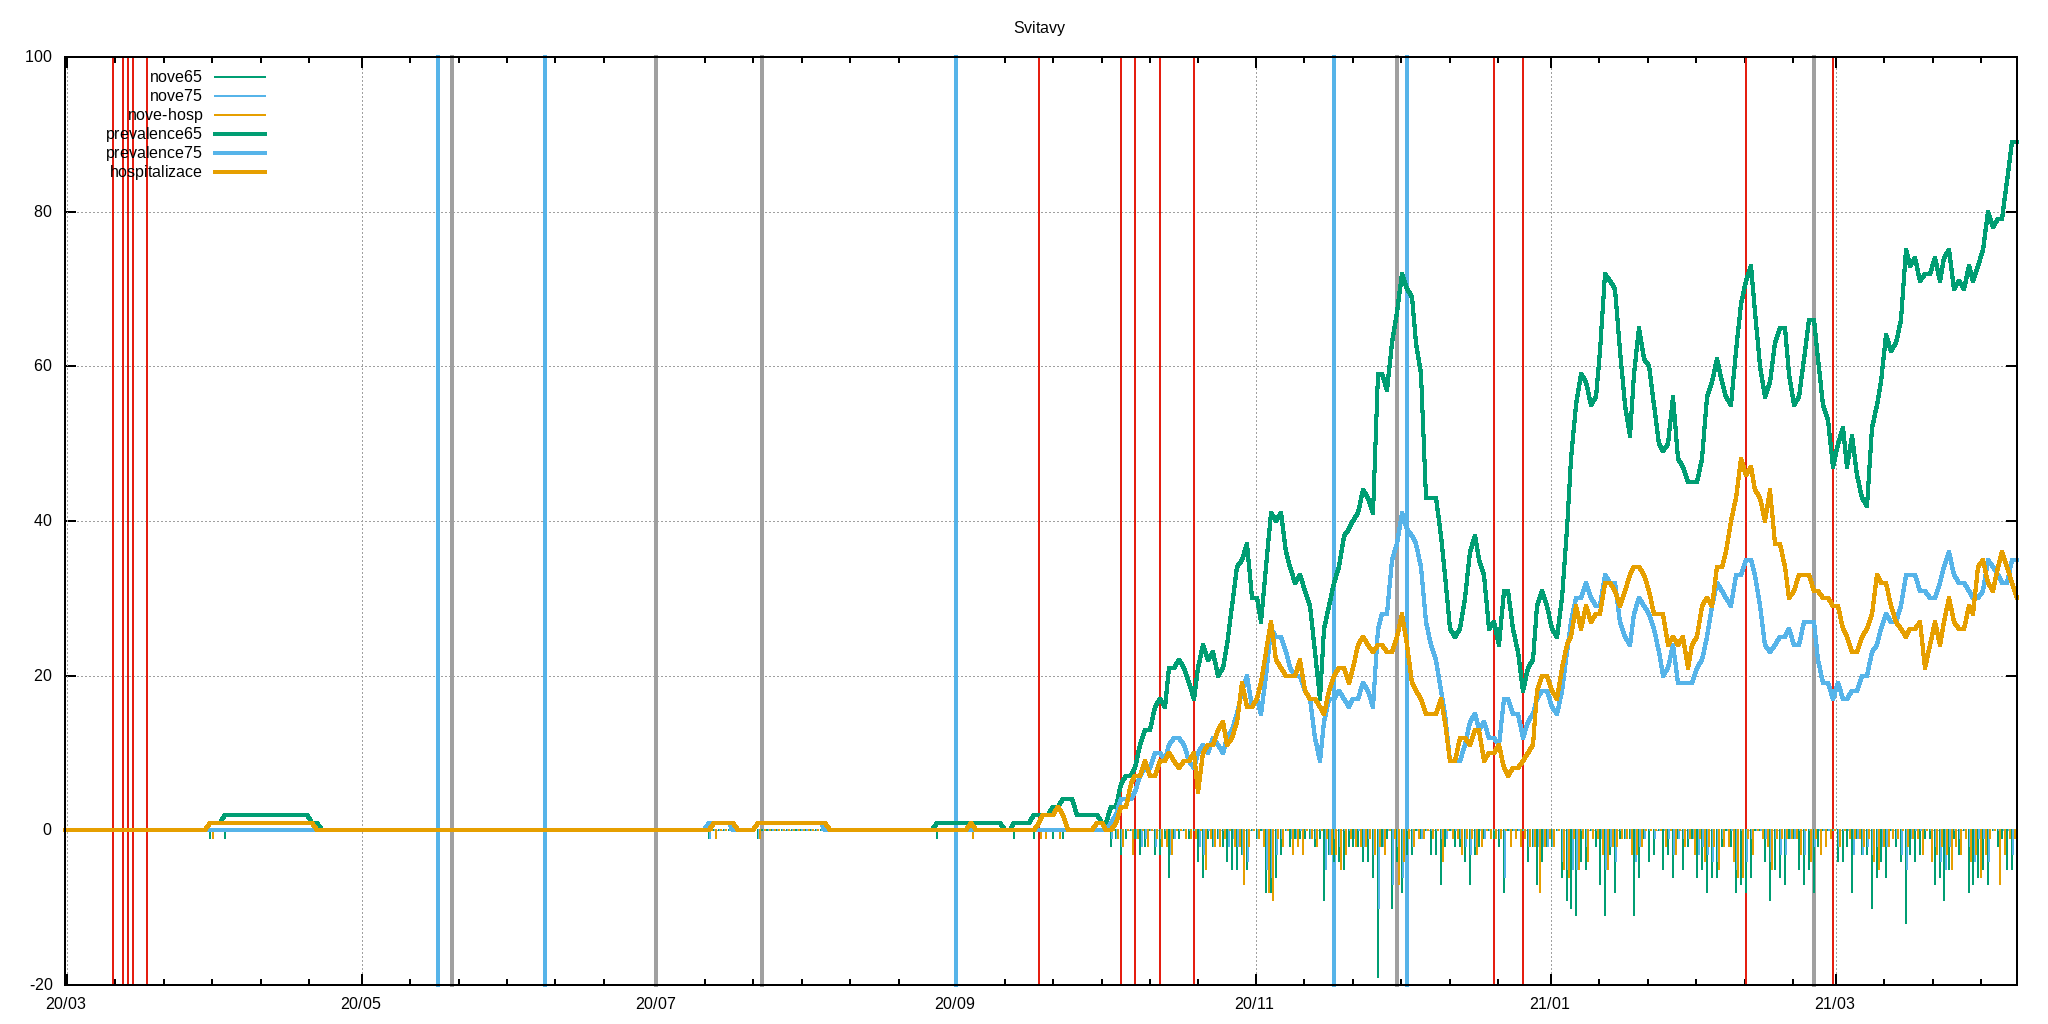 Svitavy
100
nove65
nove75
nove-hosp
prevalence65
prevalence75
hospitalizace
80
60
40
20
0
-20
20/03 20/05 20/07 20/09 20/11 21/01 21/03